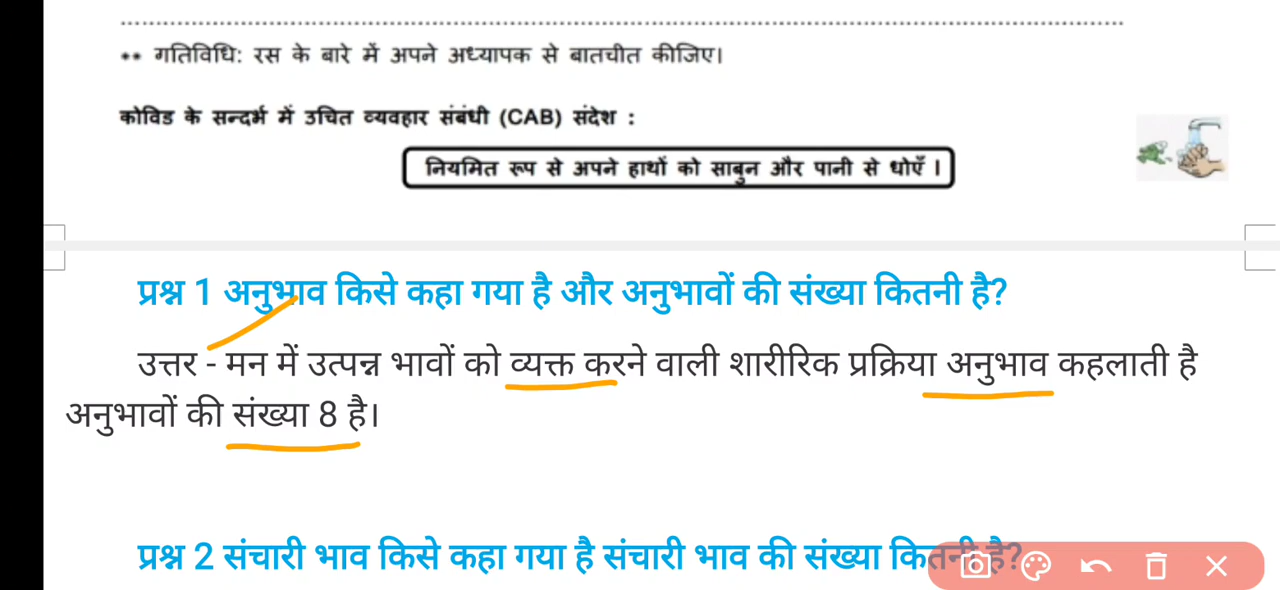 ** गतिविधि: रस के बारे में अपने अध्यापक से बातचीत कीजिए।
कोविड के सन्दर्भ में उचित व्यवहार संबंधी (CAB) संदेश :
नियमित रूप से अपने हाथों को साबुन और पानी से धोएँ ।
प्रश्न 1 अनुभाव किसे कहा गया है और अनुभावों की संख्या कितनी है?
उत्तर - मन में उत्पन्न भावों को व्यक्त करने वाली शारीरिक प्रक्रिया अनुभाव कहलाती है
अनुभावों की संख्या 8 है।
प्रश्न 2 संचारी भाव किसे कहा गया है संचारी भाव की संख्या कितनी है?